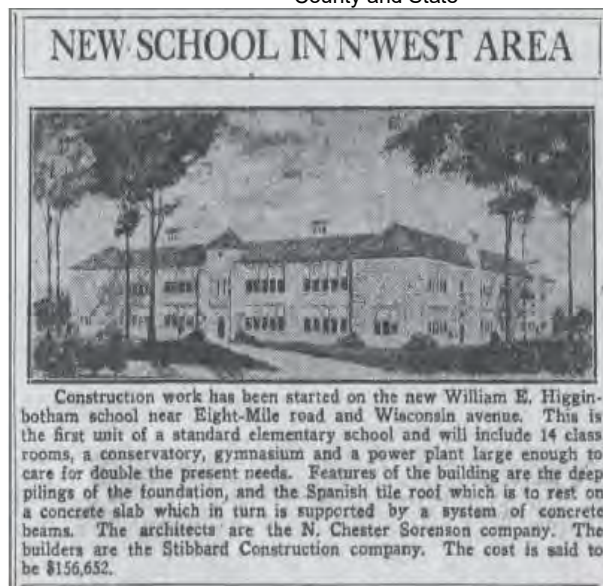 County and State
NEW SCHOOL IN N'WEST AREA
Construction work has been started on the new William E. Higgin-
botham school near Eight-Mile road and Wisconsin avenue. This is
the first unit of a standard elementary school and will include 14 class
rooms, a conservatory, gymnasium and a power plant large enough to
care for double the present needs. Features of the building are the deep
pilings of the foundation, and the Spanish tile roof which is to rest on
a concrete slab which in turn is supported by a system of concrete
beams. The architects are the N. Chester Sorenson company. The
builders are the Stibbard Construction company. The cost is said to
be $156,652.